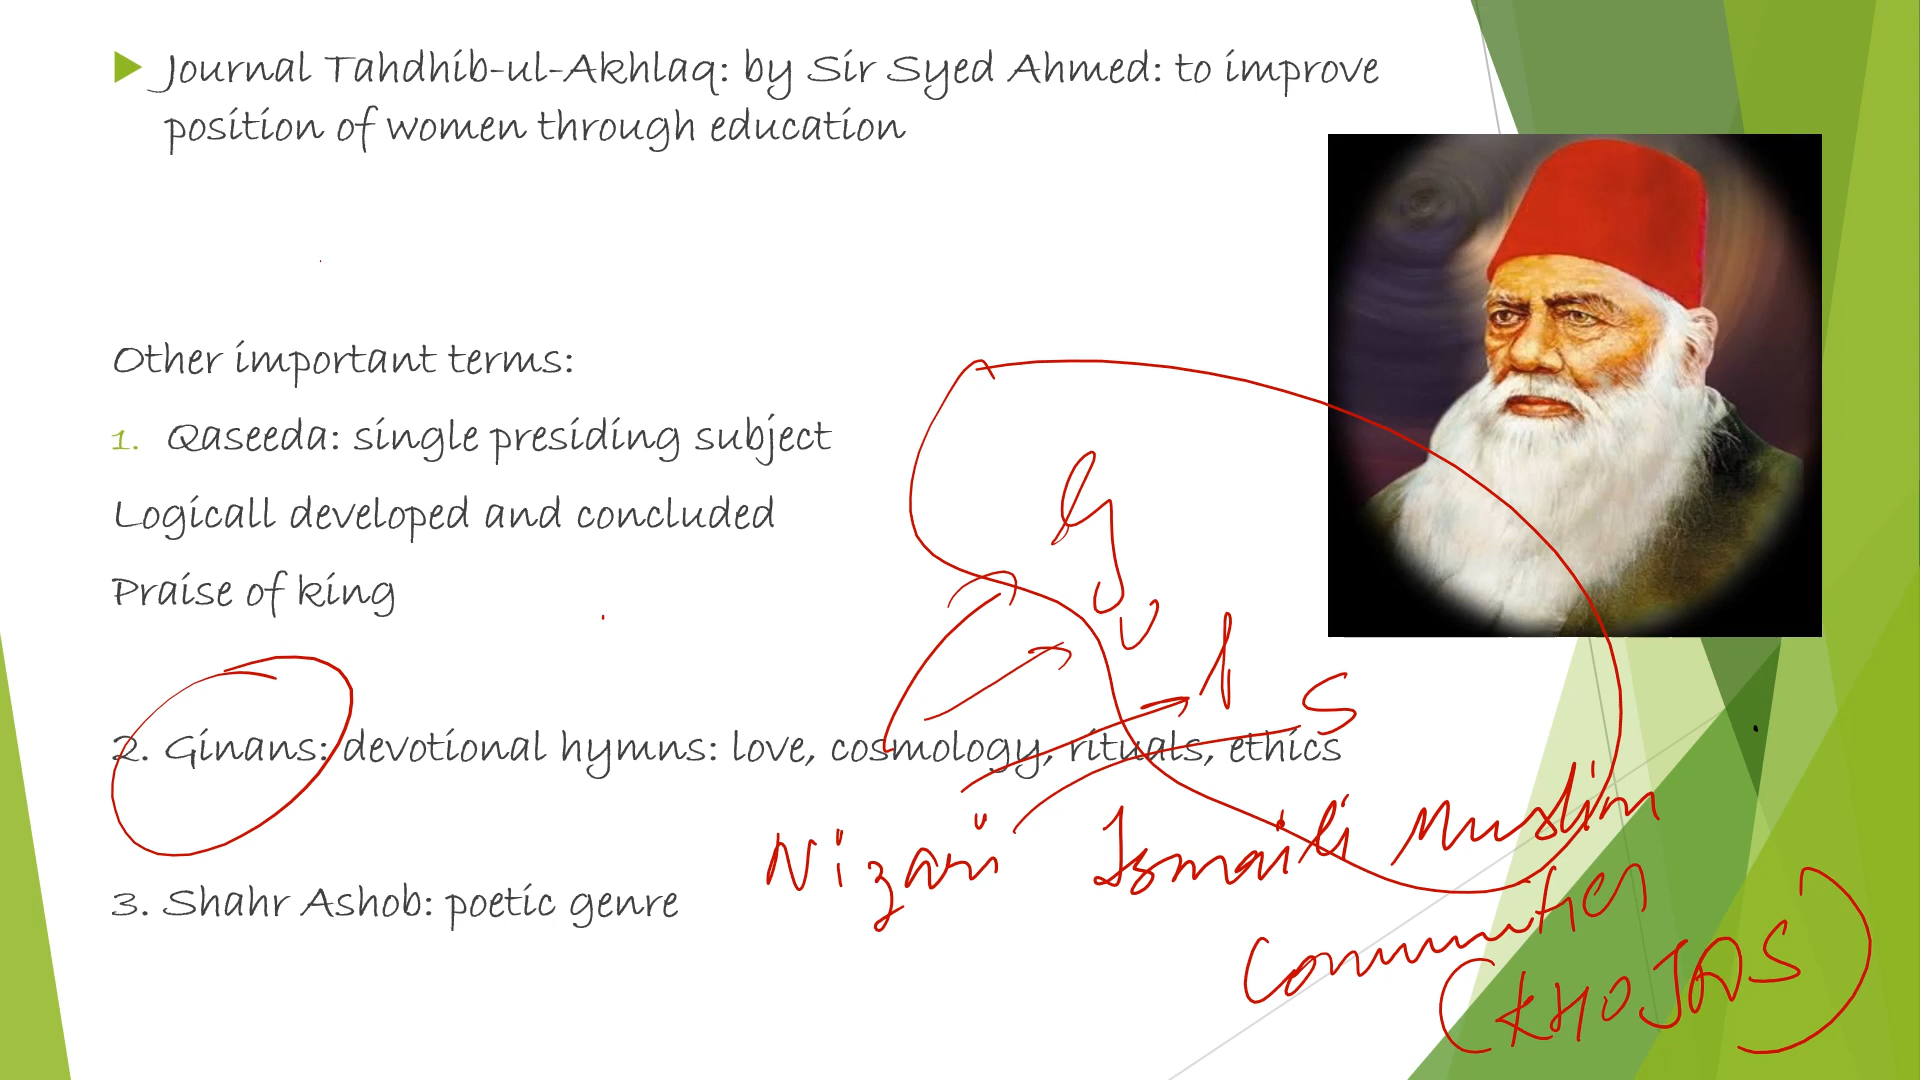 Journal Tahdhib-ul-Akhlaq: by Sir Syed Ahmed: to improve
position of women through education
Other important terms:
1. Qaseeda: single presiding subject
Logicall developed and concluded
Praise of king
2. Ginans: devotional hymns: love, cosmology, rituals, ethics
Nizari Ismaili Muslim
Communities
(KHOJAS)
3. Shahr Ashob: poetic genre